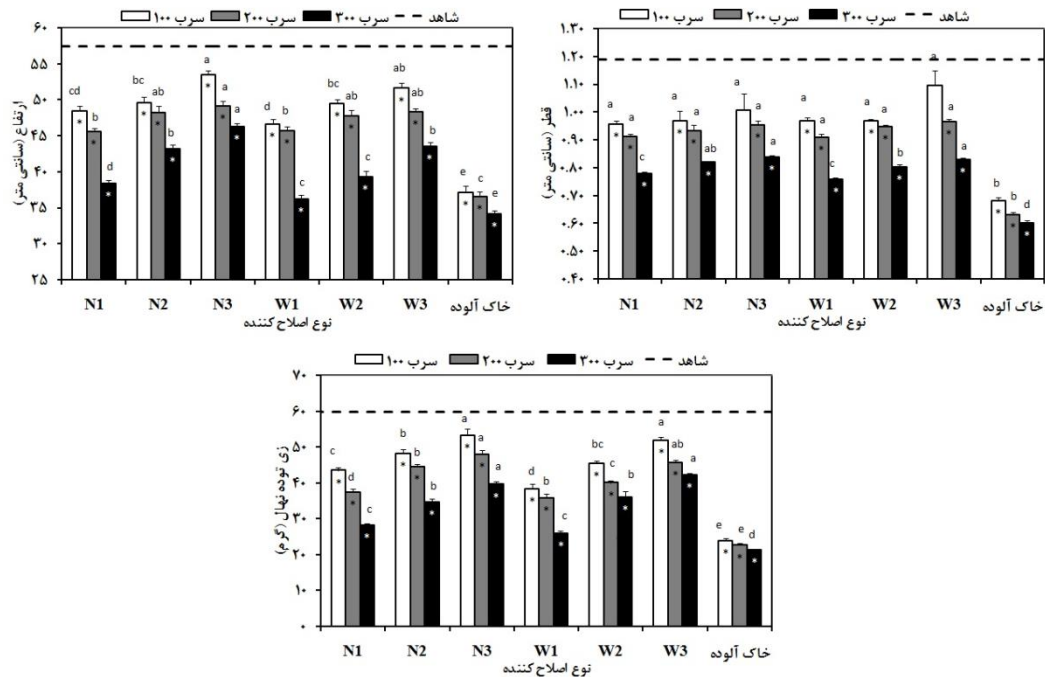 سرب ۱۰۰ سرب ۲۰۰ سرب ۳۰۰ شاهد
ارتفاع (سانتی متر)
۶۰
۵۵
۵۰
۴۵
۴۰
۳۵
۳۰
۲۵
cd b d
bc ab b
a a a
d b c
bc ab c
ab a b
e c e
* * *
* * *
* * *
* * *
* * *
* * *
* * *
N1 N2 N3 W1 W2 W3 خاک آلوده
نوع اصلاح کننده
سرب ۱۰۰ سرب ۲۰۰ سرب ۳۰۰ شاهد
قطر (سانتی متر)
۱.۳۰
۱.۲۰
۱.۱۰
۱.۰۰
۰.۹۰
۰.۸۰
۰.۷۰
۰.۶۰
۰.۵۰
۰.۴۰
a a c
a a ab
a a a
a a c
a a b
a a a
b b d
* * *
* * *
* * *
* * *
* * *
* * *
* * *
N1 N2 N3 W1 W2 W3 خاک آلوده
نوع اصلاح کننده
سرب ۱۰۰ سرب ۲۰۰ سرب ۳۰۰ شاهد
زی توده نهال (گرم)
۷۰
۶۰
۵۰
۴۰
۳۰
۲۰
۱۰
۰
c d c
b b b
a a a
d b c
bc c b
a ab a
e e d
* * *
* * *
* * *
* * *
* * *
* * *
* * *
N1 N2 N3 W1 W2 W3 خاک آلوده
نوع اصلاح کننده